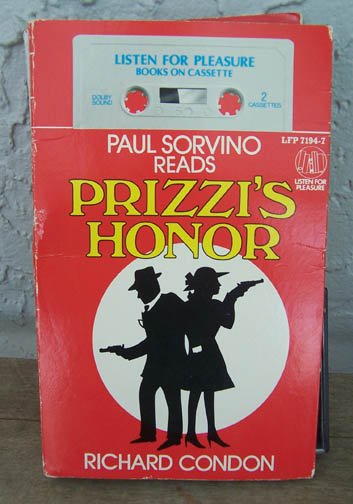 LISTEN FOR PLEASURE
BOOKS ON CASSETTE
DOLBY
SOUND
2
CASSETTES
PAUL SORVINO
READS
LFP 7194-7
LISTEN FOR
PLEASURE
PRIZZI'S
HONOR
RICHARD CONDON